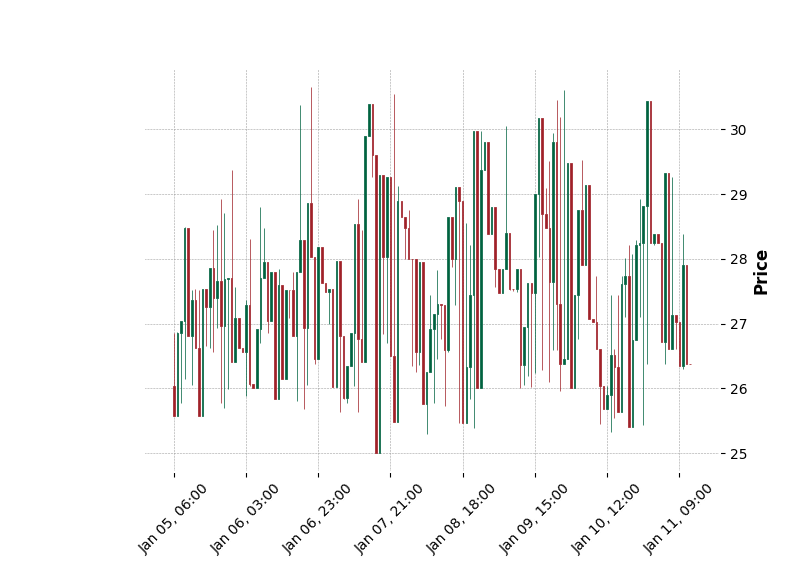 30
29
28
27
26
25
Price
Jan 05, 06:00
Jan 06, 03:00
Jan 06, 23:00
Jan 07, 21:00
Jan 08, 18:00
Jan 09, 15:00
Jan 10, 12:00
Jan 11, 09:00